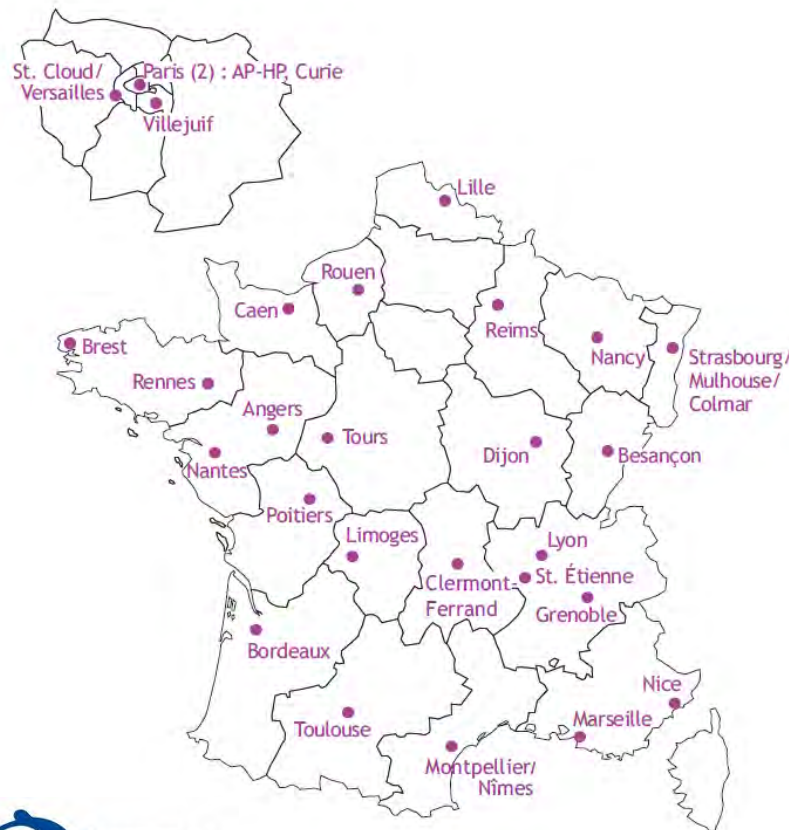 St. Cloud/
Versailles
Paris (2) : AP-HP, Curie
Villejuif
Lille
Rouen
Caen
Reims
Nancy
Strasbourg/
Mulhouse/
Colmar
Brest
Rennes
Angers
Tours
Nantes
Dijon
Besançon
Poitiers
Limoges
Lyon
St. Étienne
Clermont-
Ferrand
Grenoble
Bordeaux
Toulouse
Nice
Marseille
Montpellier/
Nîmes